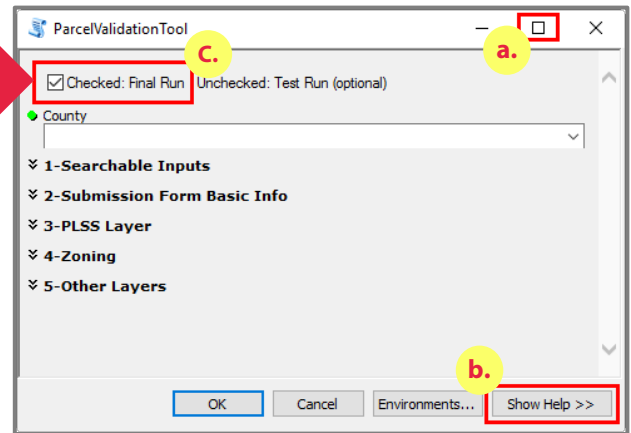 ParcelValidationTool
a.
C.
Checked: Final Run Unchecked: Test Run (optional)
County
1-Searchable Inputs
2-Submission Form Basic Info
3-PLSS Layer
4-Zoning
5-Other Layers
b.
OK Cancel Environments... Show Help >>